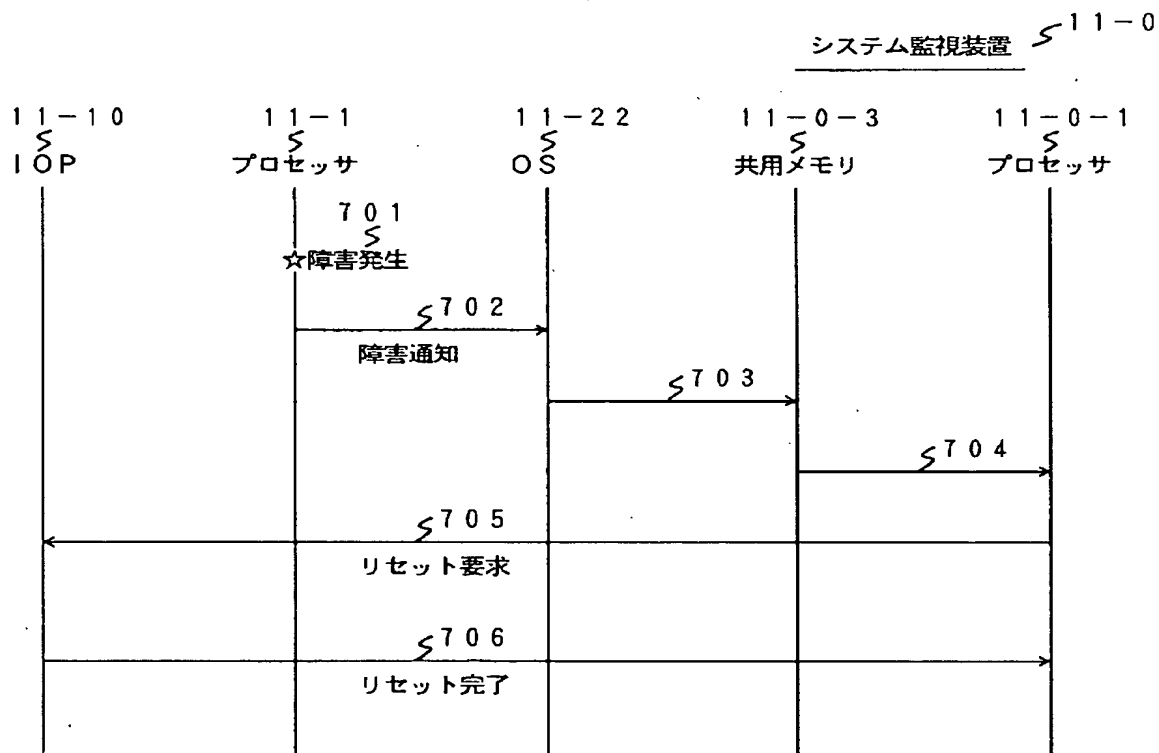 11-0
システム監視装置
11-10 11-1 11-22 11-0-3 11-0-1
IOP プロセッサ OS 共用メモリ プロセッサ
701
☆障害発生
702
障害通知
703
704
705
リセット要求
706
リセット完了